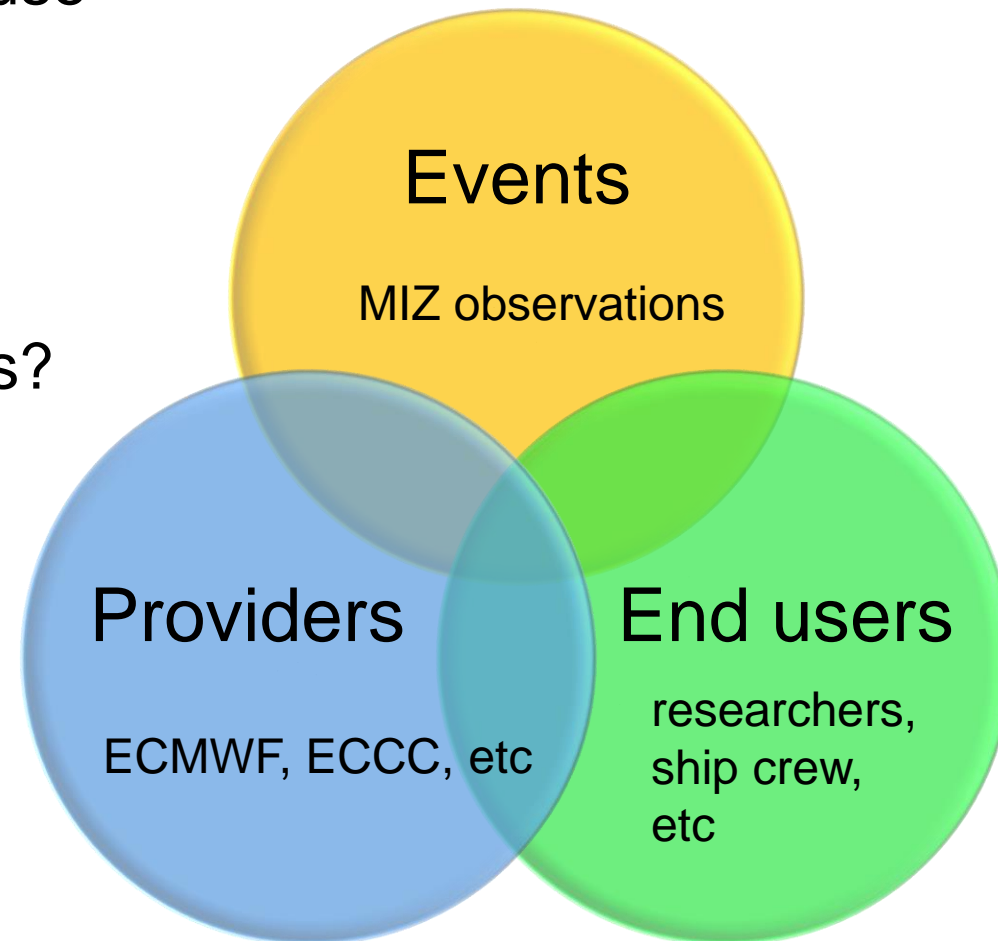 Events
MIZ observations
s?
Providers
End users
ECMWF, ECCC, etc
researchers,
ship crew,
etc